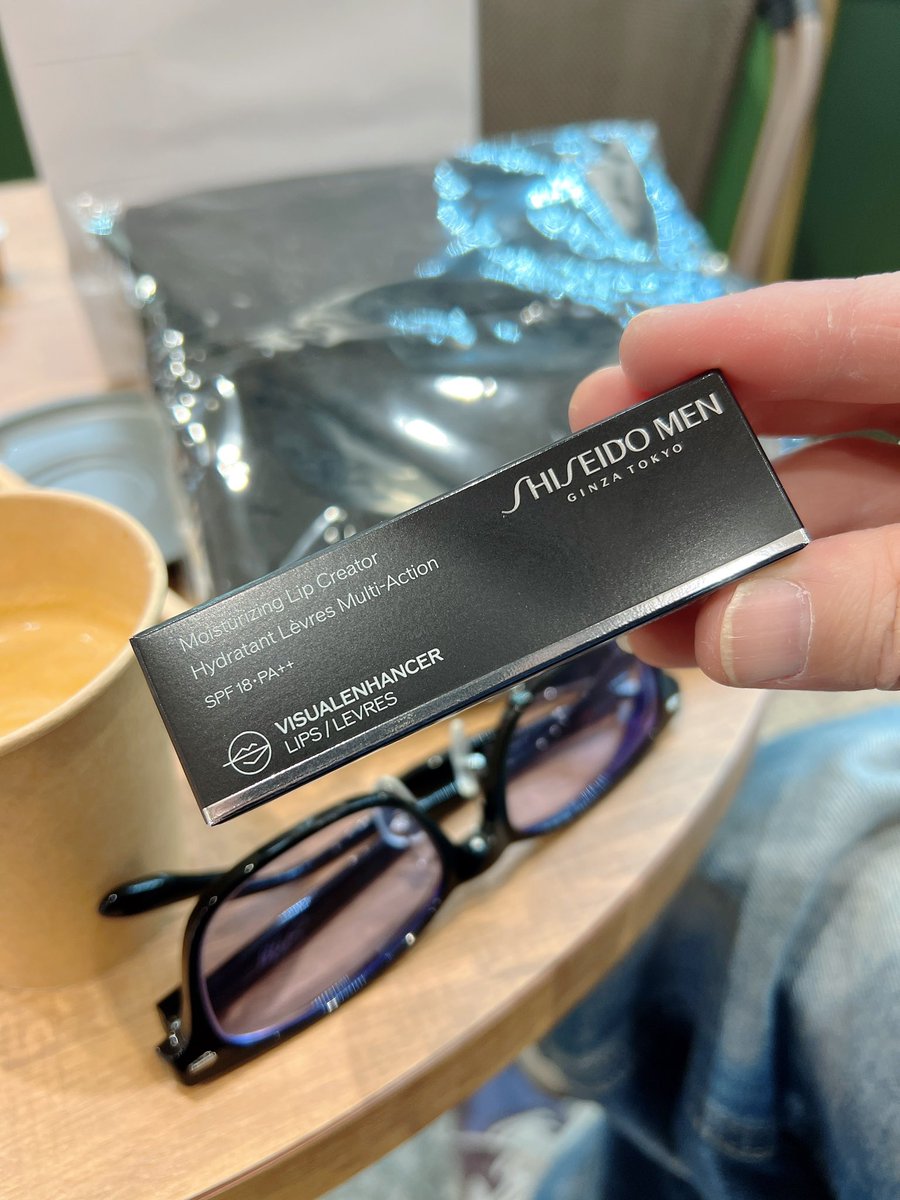 SHISEIDO MEN
GINZA TOKYO
Moisturizing Lip Creator
Hydratant Lèvres Multi-Action
SPF 18·PA++
VISUALENHANCER
LIPS / LEVRES